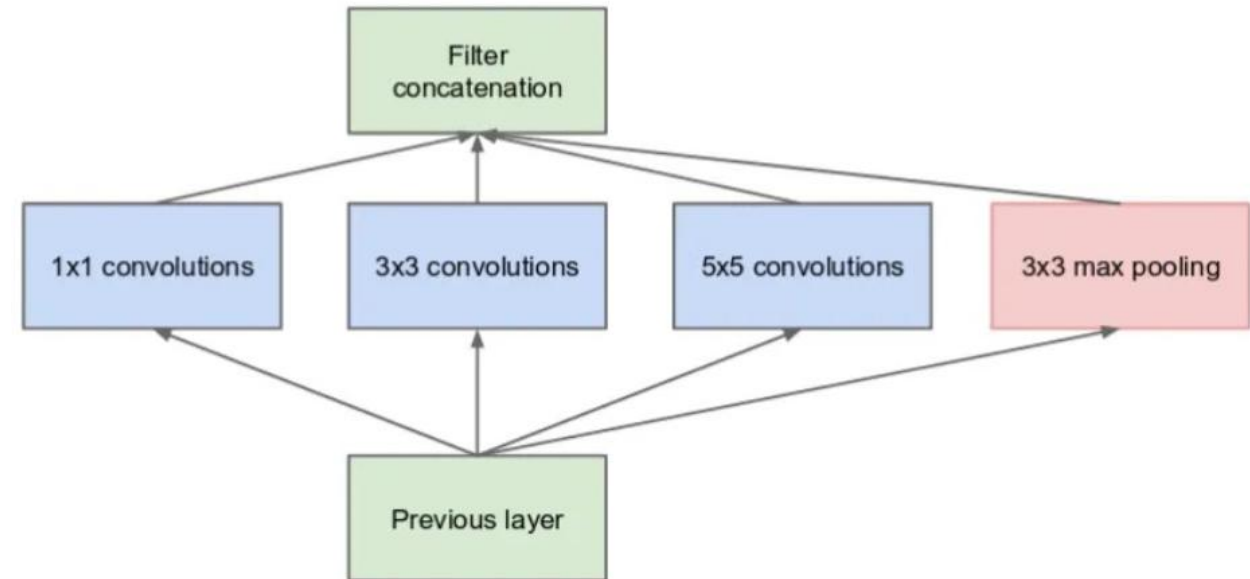 Filter
concatenation
1x1 convolutions
3x3 convolutions
5x5 convolutions
3x3 max pooling
Previous layer